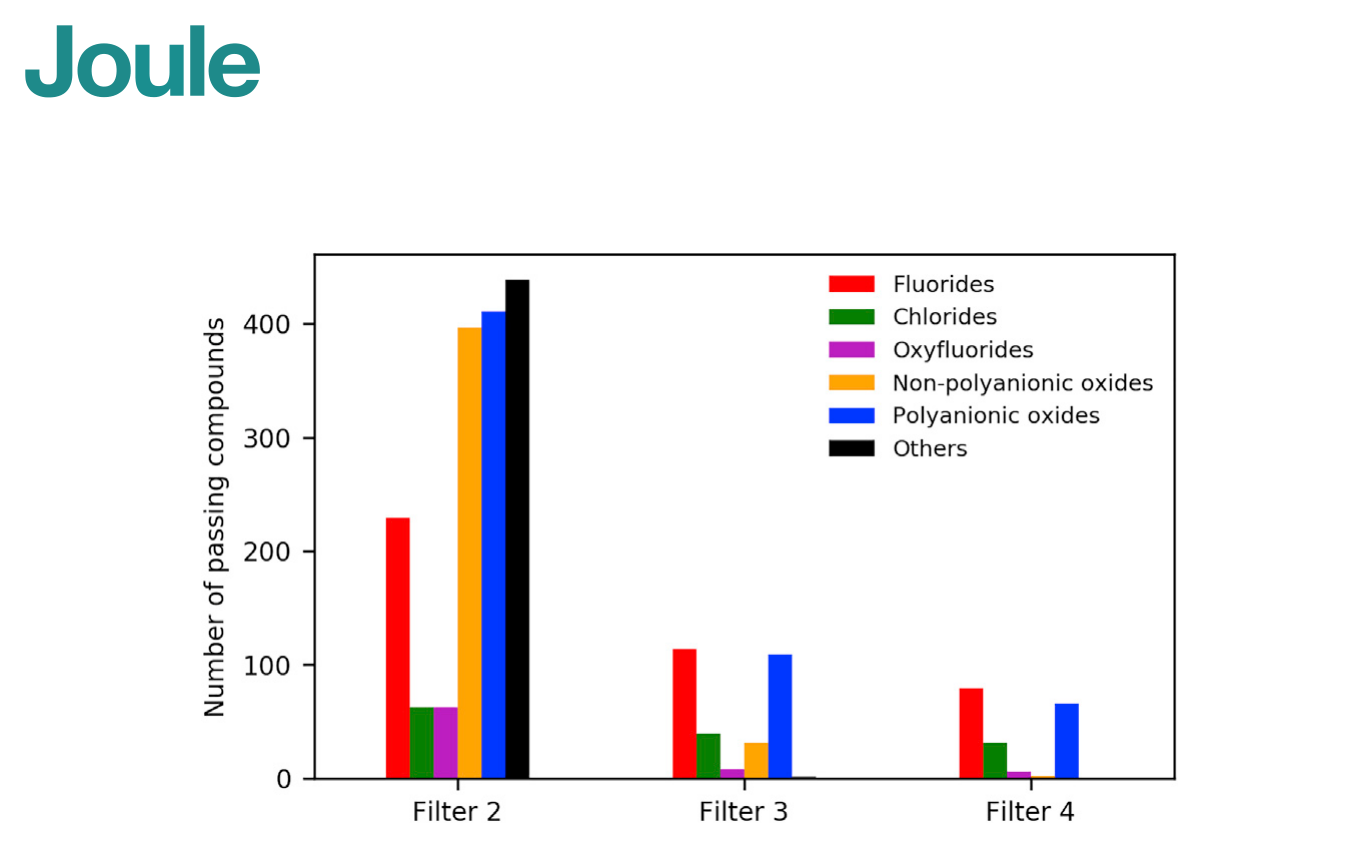 Joule
Number of passing compounds
400
300
200
100
0
Fluorides
Chlorides
Oxyfluorides
Non-polyanionic oxides
Polyanionic oxides
Others
Filter 2
Filter 3
Filter 4